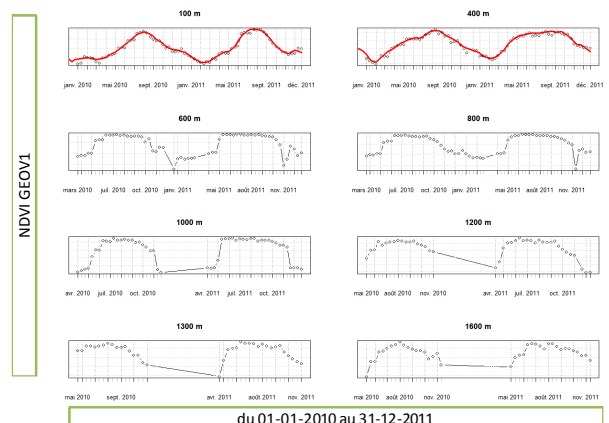 100 m
400 m
janv. 2010 mai 2010 sept. 2010 janv. 2011 mai 2011 sept. 2011 déc. 2011
janv. 2010 mai 2010 sept. 2010 janv. 2011 mai 2011 sept. 2011 déc. 2011
600 m
800 m
mars 2010 juil. 2010 oct. 2010 janv. 2011 mai 2011 août 2011 nov. 2011
mars 2010 juil. 2010 oct. 2010 janv. 2011 mai 2011 août 2011 nov. 2011
NDVI GEOV1
1000 m
1200 m
avr. 2010 juil. 2010 oct. 2010 avr. 2011 juil. 2011 oct. 2011
mai 2010 août 2010 nov. 2010 avr. 2011 juil. 2011 oct. 2011
1300 m
1600 m
mai 2010 sept. 2010 avr. 2011 août 2011 nov. 2011
mai 2010 août 2010 nov. 2010 mai 2011 août 2011 nov. 2011
du 01-01-2010 au 31-12-2011